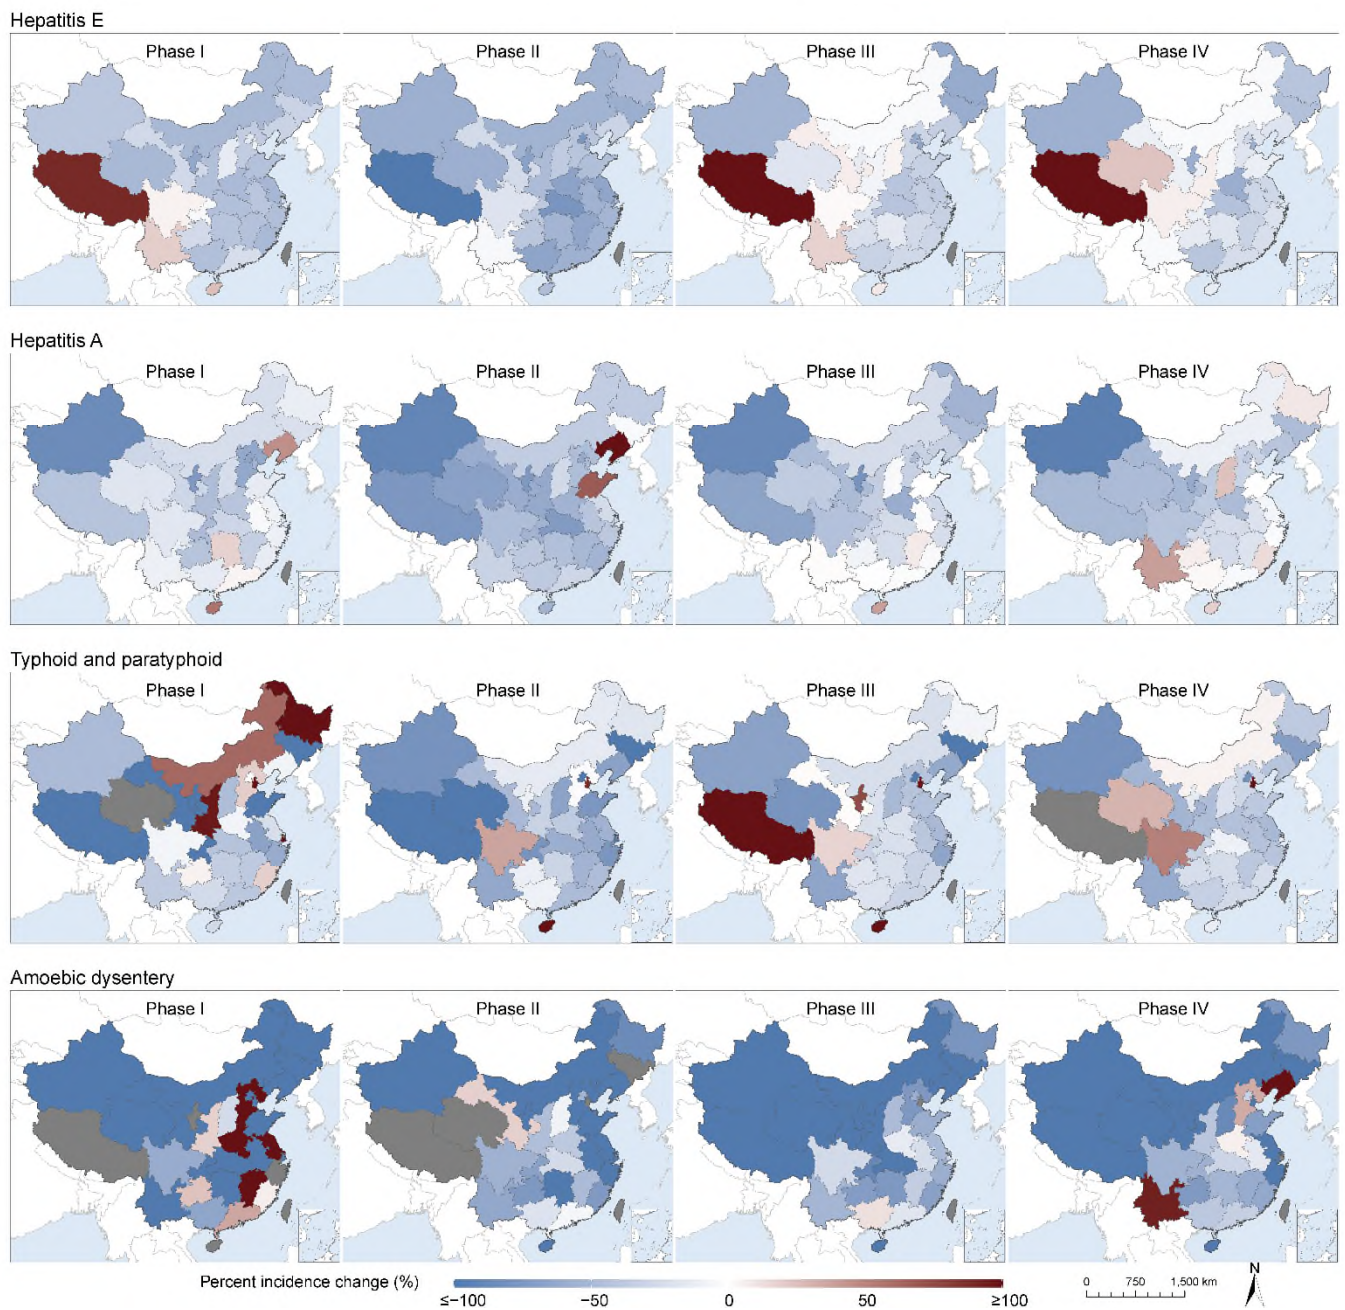 Hepatitis E
Phase I
Phase II
Phase III
Phase IV
Hepatitis A
Phase I
Phase II
Phase III
Phase IV
Typhoid and paratyphoid
Phase I
Phase II
Phase III
Phase IV
Amoebic dysentery
Phase I
Phase II
Phase III
Phase IV
Percent incidence change (%)
≤−100 −50 0 50 ≥100
0 750 1,500 km
N